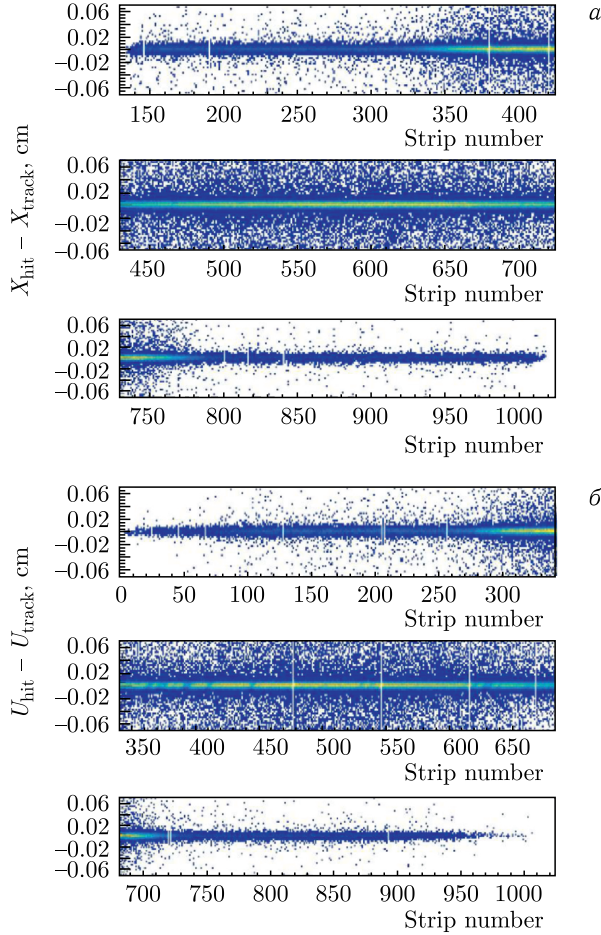 а
0.06
0.02
−0.02
−0.06
150 200 250 300 350 400
Strip number
0.06
0.02
−0.02
−0.06
450 500 550 600 650 700
Strip number
0.06
0.02
−0.02
−0.06
750 800 850 900 950 1000
Strip number
X_hit − X_track, cm
б
0.06
0.02
−0.02
−0.06
0 50 100 150 200 250 300
Strip number
0.06
0.02
−0.02
−0.06
350 400 450 500 550 600 650
Strip number
0.06
0.02
−0.02
−0.06
700 750 800 850 900 950 1000
Strip number
U_hit − U_track, cm